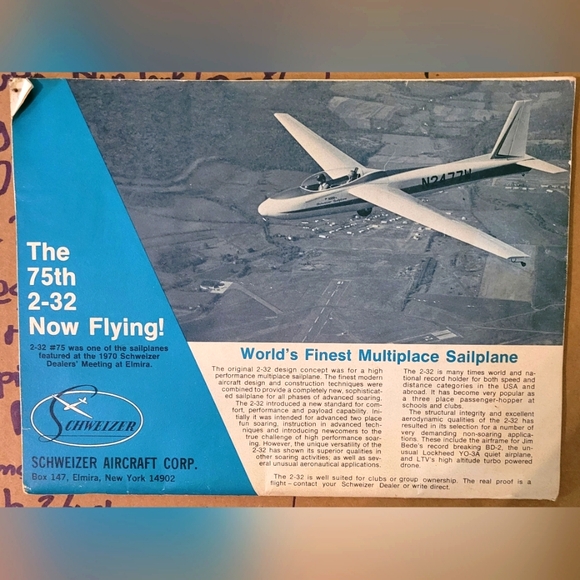 The
75th
2-32
Now Flying!
2-32 #75 was one of the sailplanes
featured at the 1970 Schweizer
Dealers' Meeting at Elmira.
SCHWEIZER
SCHWEIZER AIRCRAFT CORP.
Box 147, Elmira, New York 14902
N2477W
World's Finest Multiplace Sailplane
The original 2-32 design concept was for a high
performance multiplace sailplane. The finest modern
aircraft design and construction techniques were
combined to provide a completely new, sophisticat-
ed sailplane for all phases of advanced soaring.
The 2-32 introduced a new standard for com-
fort, performance and payload capability. Ini-
tially it was intended for advanced two place
fun soaring, instruction in advanced tech-
niques and introducing newcomers to the
true challenge of high performance soar-
ing. However, the unique versatility of the
2-32 has shown its superior qualities in
other soaring activities; as well as sev-
eral unusual aeronautical applications.
The 2-32 is many times world and na-
tional record holder for both speed and
distance categories in the USA and
abroad. It has become very popular as
a three place passenger-hopper at
schools and clubs.
The structural integrity and excellent
aerodynamic qualities of the 2-32 has
resulted in its selection for a number of
very demanding non-soaring applica-
tions. These include the airframe for Jim
Bede's record breaking BD-2, the un-
usual Lockheed YO-3A quiet airplane,
and LTV's high altitude turbo powered
drone.
The 2-32 is well suited for clubs or group ownership. The real proof is a
flight - contact your Schweizer Dealer or write direct.